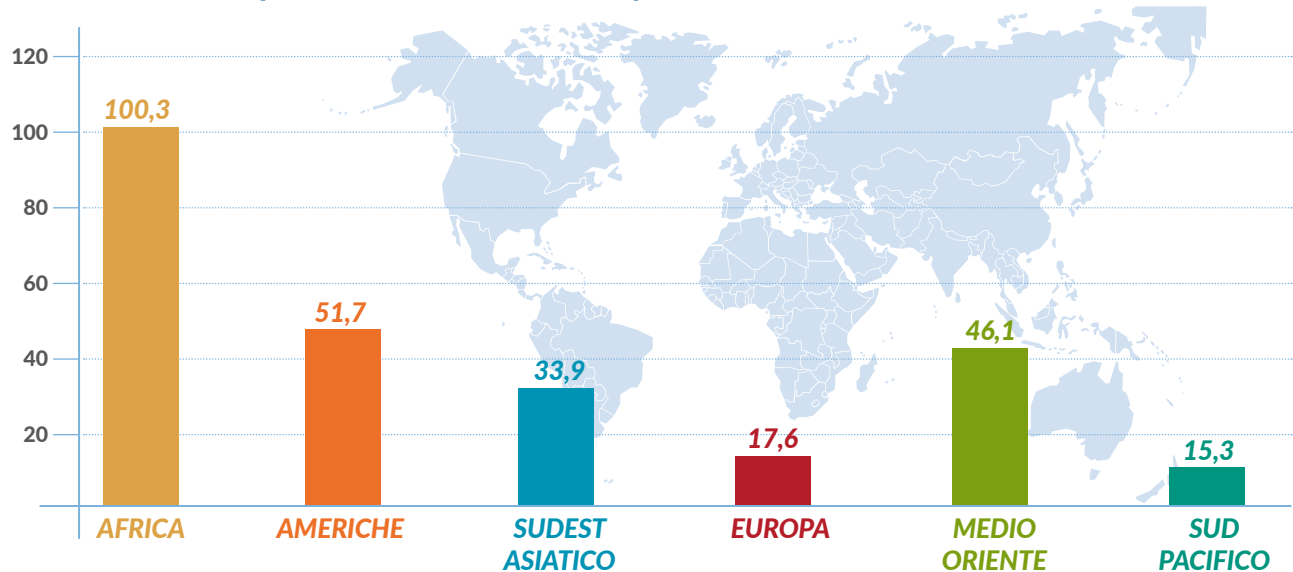 120
100
80
60
40
20
100,3
51,7
33,9
17,6
46,1
15,3
AFRICA
AMERICHE
SUDEST
ASIATICO
EUROPA
MEDIO
ORIENTE
SUD
PACIFICO